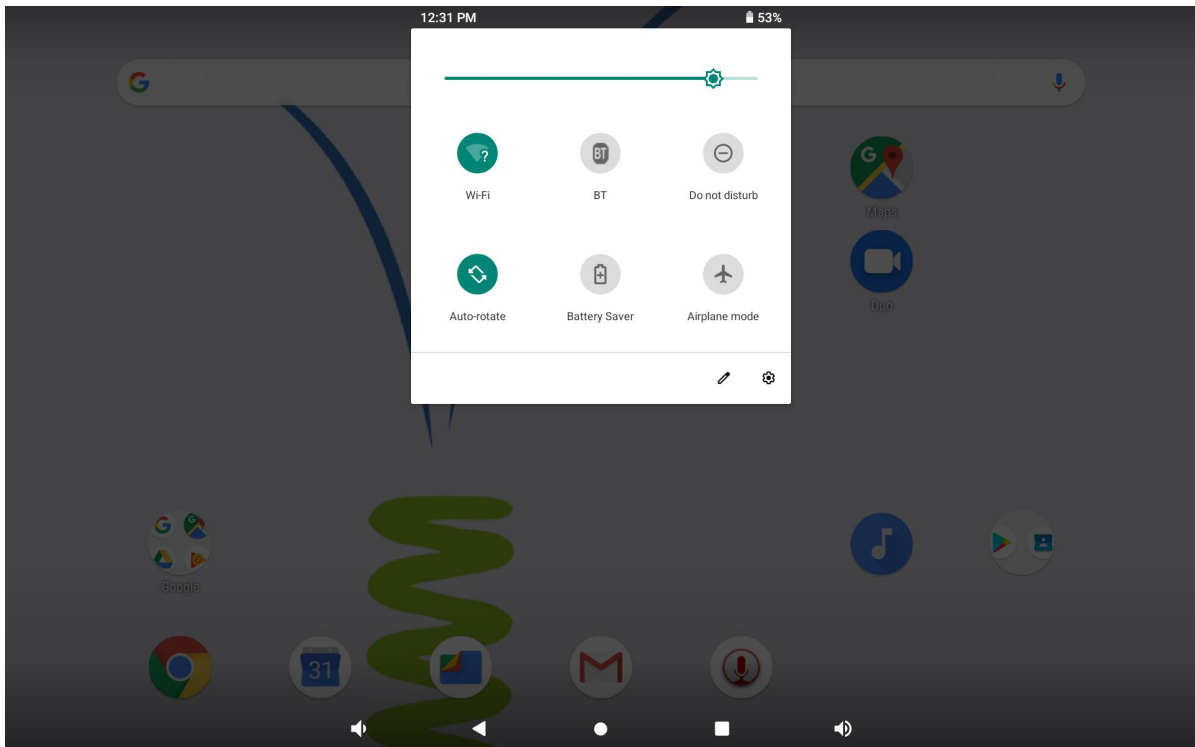 12:31 PM 53%
G
G
Wi-Fi BT Do not disturb
BT
Maps
Auto-rotate Battery Saver Airplane mode
Duo
Google
31